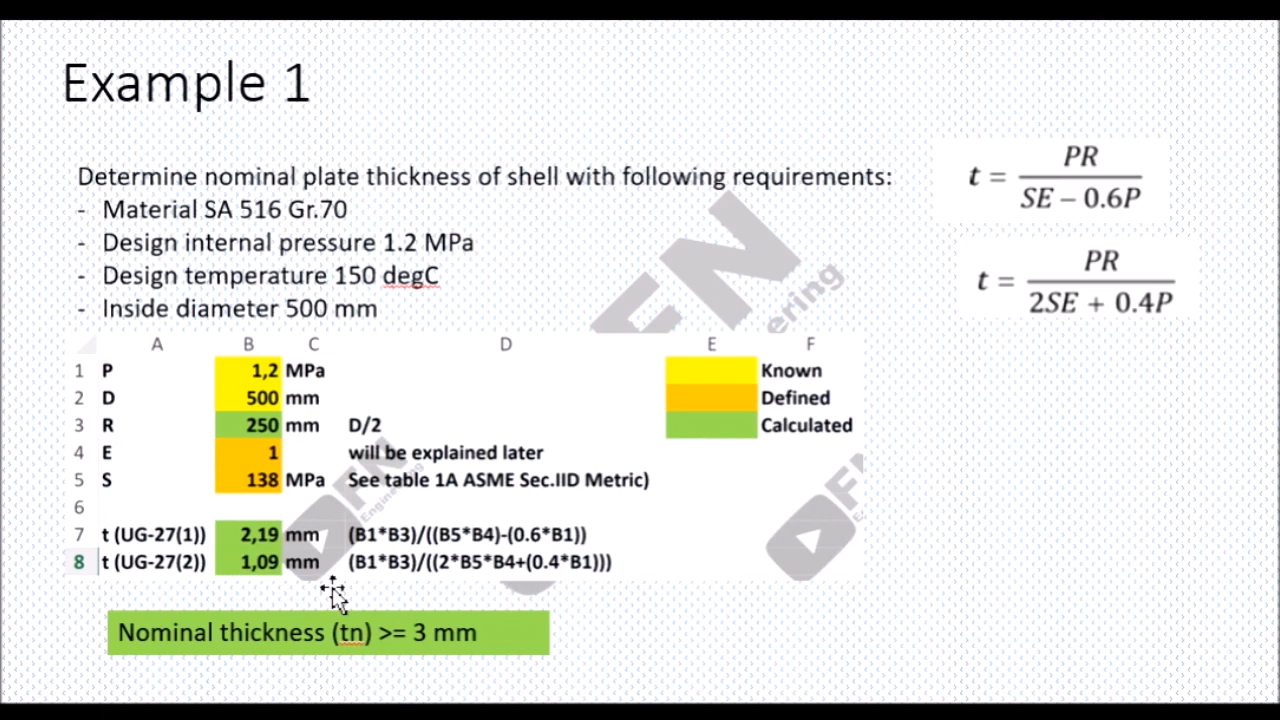 Example 1
Determine nominal plate thickness of shell with following requirements:
- Material SA 516 Gr.70
- Design internal pressure 1.2 MPa
- Design temperature 150 degC
- Inside diameter 500 mm
t = PR / SE − 0.6P
t = PR / 2SE + 0.4P
A B C D E F
1 P 1,2 MPa Known
2 D 500 mm Defined
3 R 250 mm D/2 Calculated
4 E 1 will be explained later
5 S 138 MPa See table 1A ASME Sec.IID Metric)
6
7 t (UG-27(1)) 2,19 mm (B1*B3)/((B5*B4)-(0.6*B1))
8 t (UG-27(2)) 1,09 mm (B1*B3)/((2*B5*B4+(0.4*B1)))
FN
Engineering
Nominal thickness (tn) >= 3 mm